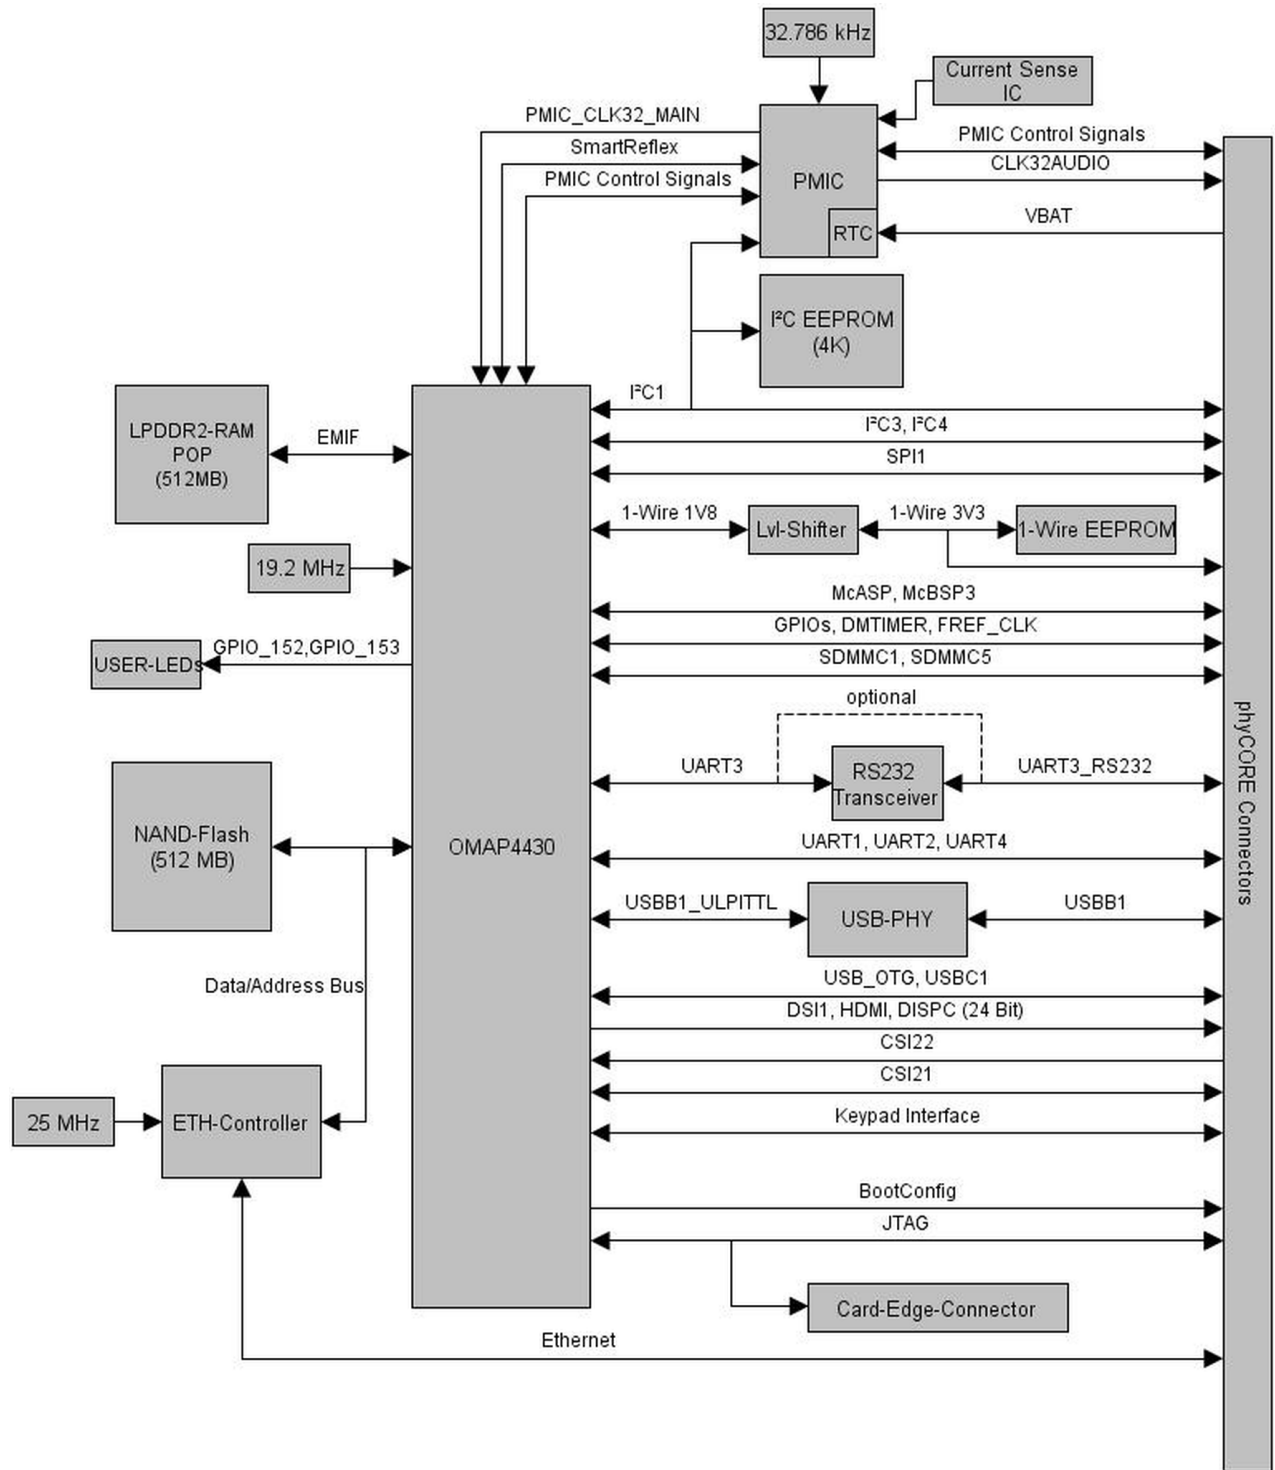 32.786 kHz
Current Sense
IC
PMIC_CLK32_MAIN
SmartReflex
PMIC Control Signals
PMIC
RTC
PMIC Control Signals
CLK32AUDIO
VBAT
I²C EEPROM
(4K)
I²C1
I²C3, I²C4
SPI1
LPDDR2-RAM
POP
(512MB)
EMIF
1-Wire 1V8
Lvl-Shifter
1-Wire 3V3
1-Wire EEPROM
19.2 MHz
McASP, McBSP3
GPIOs, DMTIMER, FREF_CLK
SDMMC1, SDMMC5
USER-LEDs
GPIO_152,GPIO_153
optional
UART3
RS232
Transceiver
UART3_RS232
phyCORE Connectors
NAND-Flash
(512 MB)
OMAP4430
UART1, UART2, UART4
USBB1_ULPITTL
USB-PHY
USBB1
Data/Address Bus
USB_OTG, USBC1
DSI1, HDMI, DISPC (24 Bit)
CSI22
CSI21
Keypad Interface
25 MHz
ETH-Controller
BootConfig
JTAG
Card-Edge-Connector
Ethernet